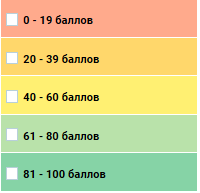 0 - 19 баллов
20 - 39 баллов
40 - 60 баллов
61 - 80 баллов
81 - 100 баллов